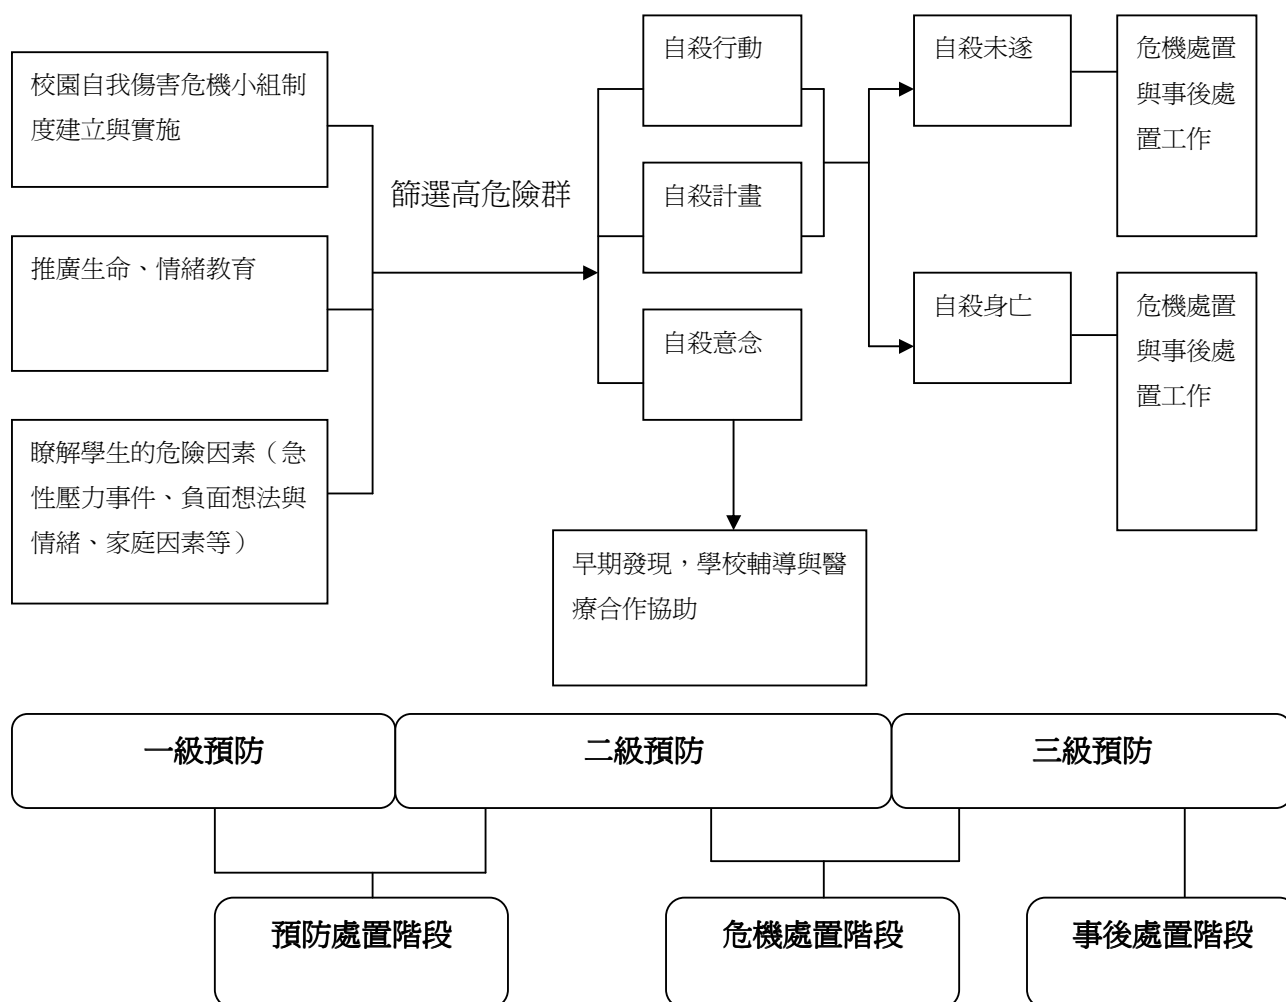 校園自我傷害危機小組制
度建立與實施
推廣生命、情緒教育
瞭解學生的危險因素（急
性壓力事件、負面想法與
情緒、家庭因素等）
篩選高危險群
自殺行動
自殺計畫
自殺意念
早期發現，學校輔導與醫
療合作協助
自殺未遂
危機處置
與事後處
置工作
自殺身亡
危機處置
與事後處
置工作
一級預防
二級預防
三級預防
預防處置階段
危機處置階段
事後處置階段